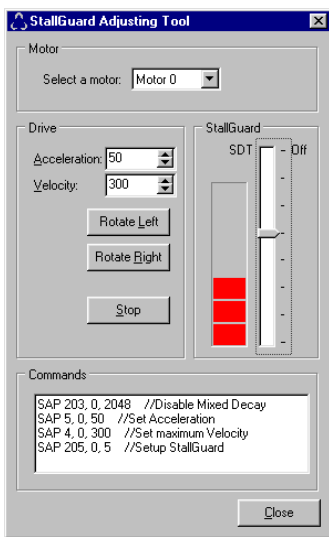 StallGuard Adjusting Tool
Motor
Select a motor: Motor 0
Drive
Acceleration: 50
Velocity: 300
Rotate Left
Rotate Right
Stop
StallGuard
SDT
Off
Commands
SAP 203, 0, 2048 //Disable Mixed Decay
SAP 5, 0, 50 //Set Acceleration
SAP 4, 0, 300 //Set maximum Velocity
SAP 205, 0, 5 //Setup StallGuard
Close